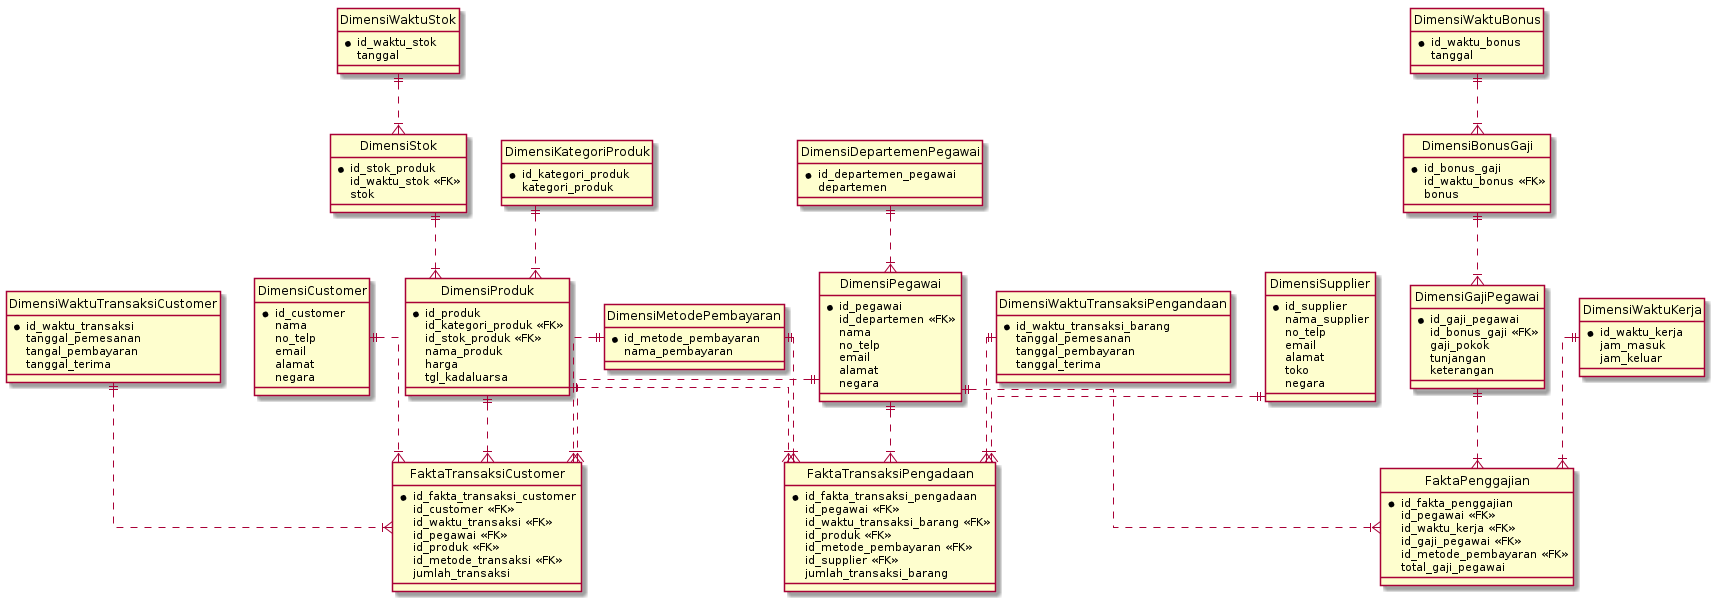 DimensiWaktuStok
id_waktu_stok
tanggal
DimensiWaktuBonus
id_waktu_bonus
tanggal
DimensiStok
id_stok_produk
id_waktu_stok «FK»
stok
DimensiKategoriProduk
id_kategori_produk
kategori_produk
DimensiDepartemenPegawai
id_departemen_pegawai
departemen
DimensiBonusGaji
id_bonus_gaji
id_waktu_bonus «FK»
bonus
DimensiWaktuTransaksiCustomer
id_waktu_transaksi
tanggal_pemesanan
tangal_pembayaran
tanggal_terima
DimensiCustomer
id_customer
nama
no_telp
email
alamat
negara
DimensiProduk
id_produk
id_kategori_produk «FK»
id_stok_produk «FK»
nama_produk
harga
tgl_kadaluarsa
DimensiMetodePembayaran
id_metode_pembayaran
nama_pembayaran
DimensiPegawai
id_pegawai
id_departemen «FK»
nama
no_telp
email
alamat
negara
DimensiWaktuTransaksiPengandaan
id_waktu_transaksi_barang
tanggal_pemesanan
tanggal_pembayaran
tanggal_terima
DimensiSupplier
id_supplier
nama_supplier
no_telp
email
alamat
toko
negara
DimensiGajiPegawai
id_gaji_pegawai
id_bonus_gaji «FK»
gaji_pokok
tunjangan
keterangan
DimensiWaktuKerja
id_waktu_kerja
jam_masuk
jam_keluar
FaktaTransaksiCustomer
id_fakta_transaksi_customer
id_customer «FK»
id_waktu_transaksi «FK»
id_pegawai «FK»
id_produk «FK»
id_metode_transaksi «FK»
jumlah_transaksi
FaktaTransaksiPengadaan
id_fakta_transaksi_pengadaan
id_pegawai «FK»
id_waktu_transaksi_barang «FK»
id_produk «FK»
id_metode_pembayaran «FK»
id_supplier «FK»
jumlah_transaksi_barang
FaktaPenggajian
id_fakta_penggajian
id_pegawai «FK»
id_waktu_kerja «FK»
id_gaji_pegawai «FK»
id_metode_pembayaran «FK»
total_gaji_pegawai